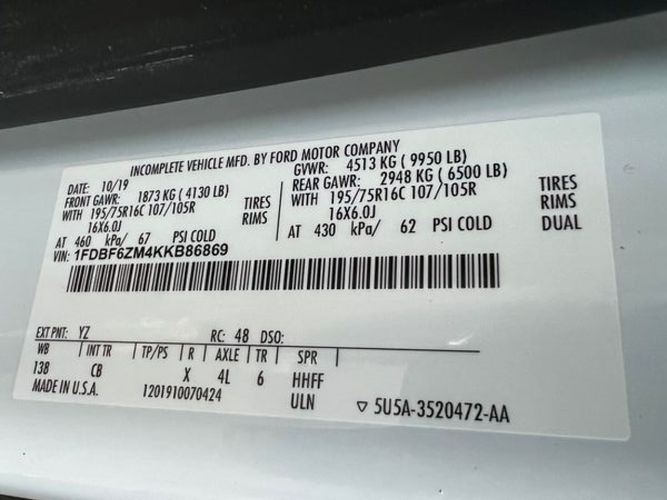 INCOMPLETE VEHICLE MFD. BY FORD MOTOR COMPANY
DATE: 10/19 GVWR: 4513 KG ( 9950 LB)
FRONT GAWR: 1873 KG ( 4130 LB) REAR GAWR: 2948 KG ( 6500 LB)
WITH 195/75R16C 107/105R TIRES WITH 195/75R16C 107/105R TIRES
16X6.0J RIMS 16X6.0J RIMS
AT 460 kPa/ 67 PSI COLD AT 430 kPa/ 62 PSI COLD DUAL
VIN: 1FDBF6ZM4KKB86869
EXT PNT: YZ RC: 48 DSO:
WB INT TR TP/PS R AXLE TR SPR
138 CB X 4L 6 HHFF
MADE IN U.S.A. 1201910070424 ULN ▽ 5U5A-3520472-AA